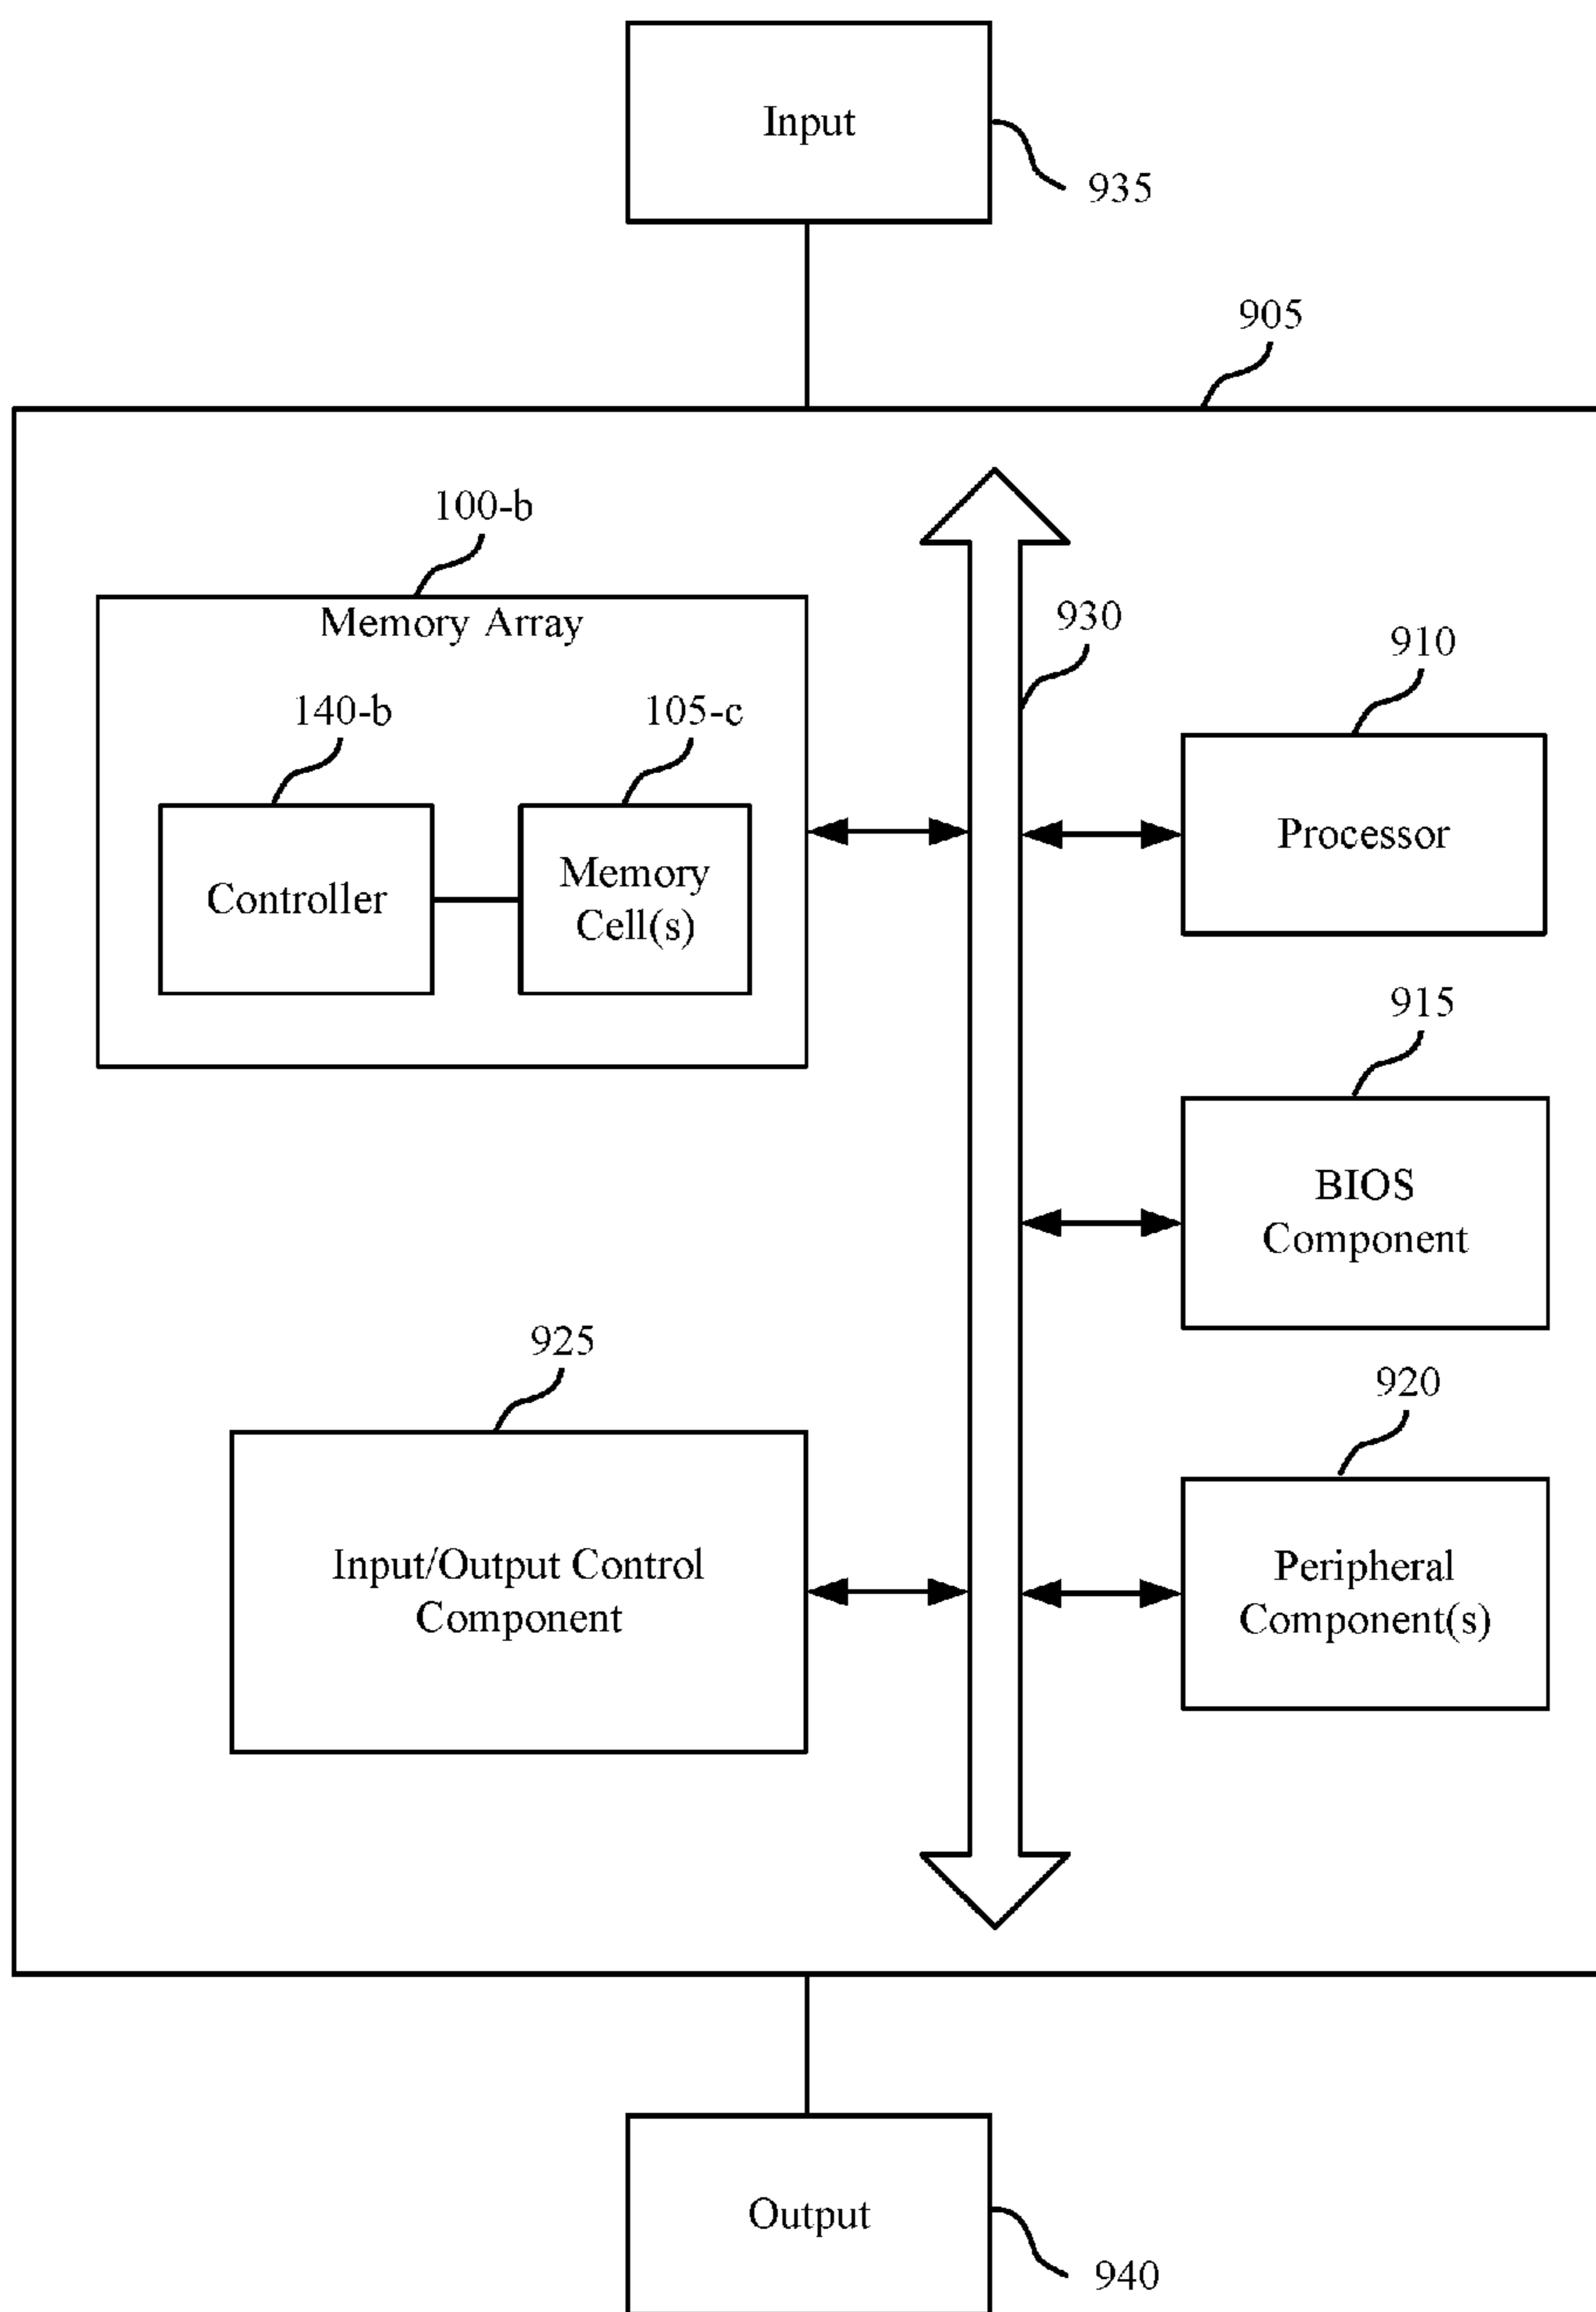 Input
935
905
100-b
Memory Array
930
910
140-b
105-c
Controller
Memory
Cell(s)
Processor
915
BIOS
Component
925
920
Input/Output Control
Component
Peripheral
Component(s)
Output
940